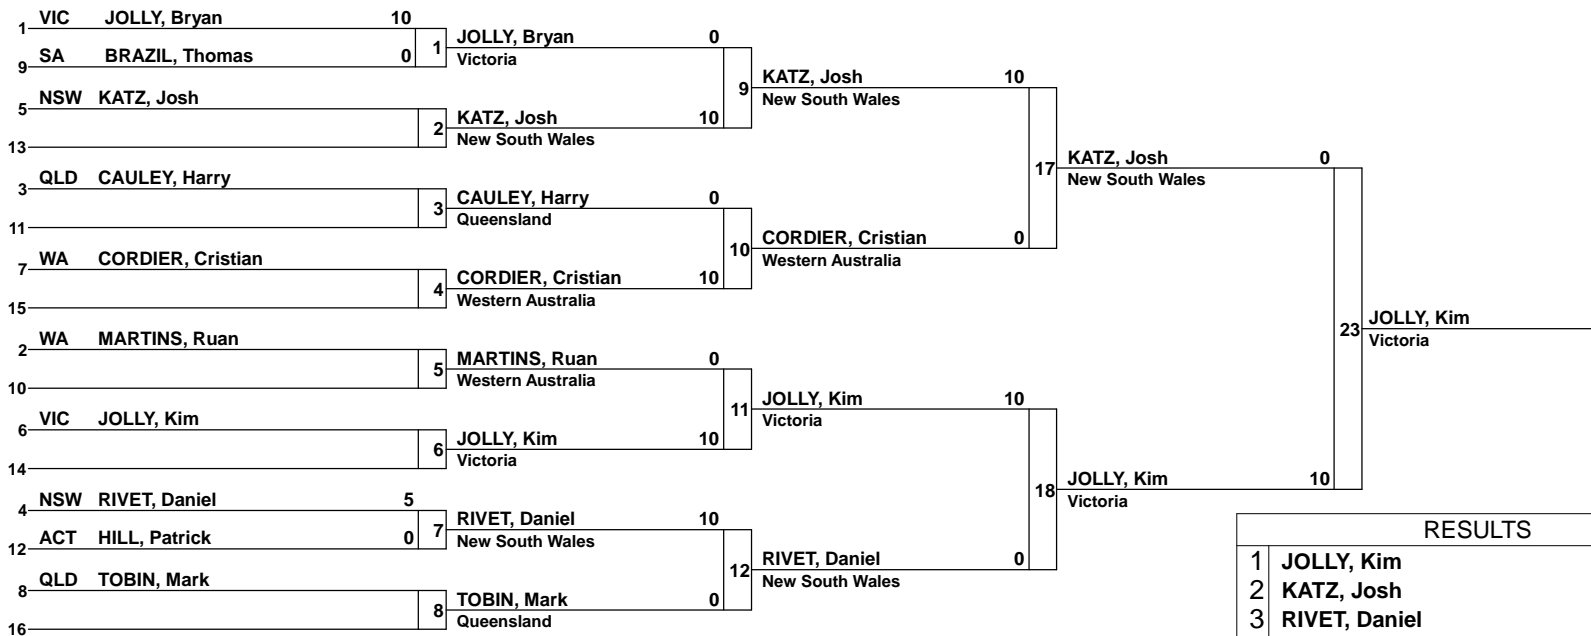 VIC JOLLY, Bryan 10
1
SA BRAZIL, Thomas 0
9
1
JOLLY, Bryan 0
Victoria
NSW KATZ, Josh
5
13
2
KATZ, Josh 10
New South Wales
9
KATZ, Josh 10
New South Wales
QLD CAULEY, Harry
3
11
3
CAULEY, Harry 0
Queensland
WA CORDIER, Cristian
7
15
4
CORDIER, Cristian 10
Western Australia
10
CORDIER, Cristian 0
Western Australia
17
KATZ, Josh 0
New South Wales
WA MARTINS, Ruan
2
10
5
MARTINS, Ruan 0
Western Australia
VIC JOLLY, Kim
6
14
6
JOLLY, Kim 10
Victoria
11
JOLLY, Kim 10
Victoria
NSW RIVET, Daniel 5
4
ACT HILL, Patrick 0
12
7
RIVET, Daniel 10
New South Wales
QLD TOBIN, Mark
8
16
8
TOBIN, Mark 0
Queensland
12
RIVET, Daniel 0
New South Wales
18
JOLLY, Kim 10
Victoria
23
JOLLY, Kim
Victoria
RESULTS
1 JOLLY, Kim
2 KATZ, Josh
3 RIVET, Daniel